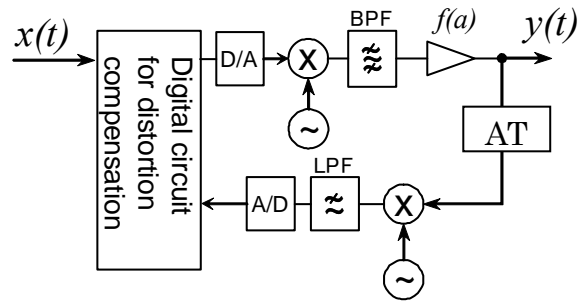 x(t)
Digital circuit
for distortion
compensation
D/A
X
~
BPF
f(a)
y(t)
AT
X
~
LPF
A/D